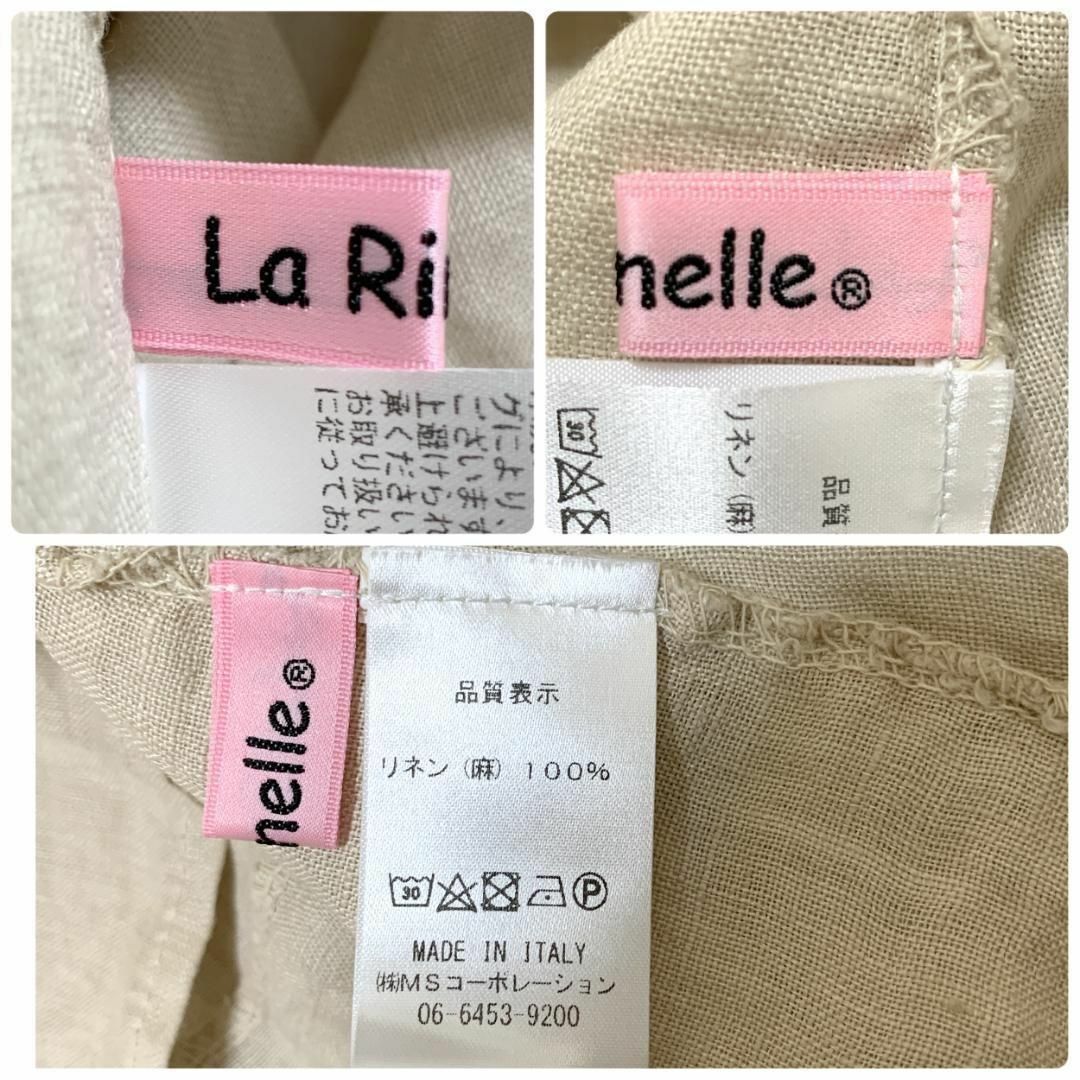 La Ri
グにより、
ございます
上避けられ
承ください
お取り扱い
に従ってお
nelle®
品質
リネン (麻)
30
nelle®
品質表示
リネン (麻) 100%
30 P
MADE IN ITALY
㈱MSコーポレーション
06-6453-9200